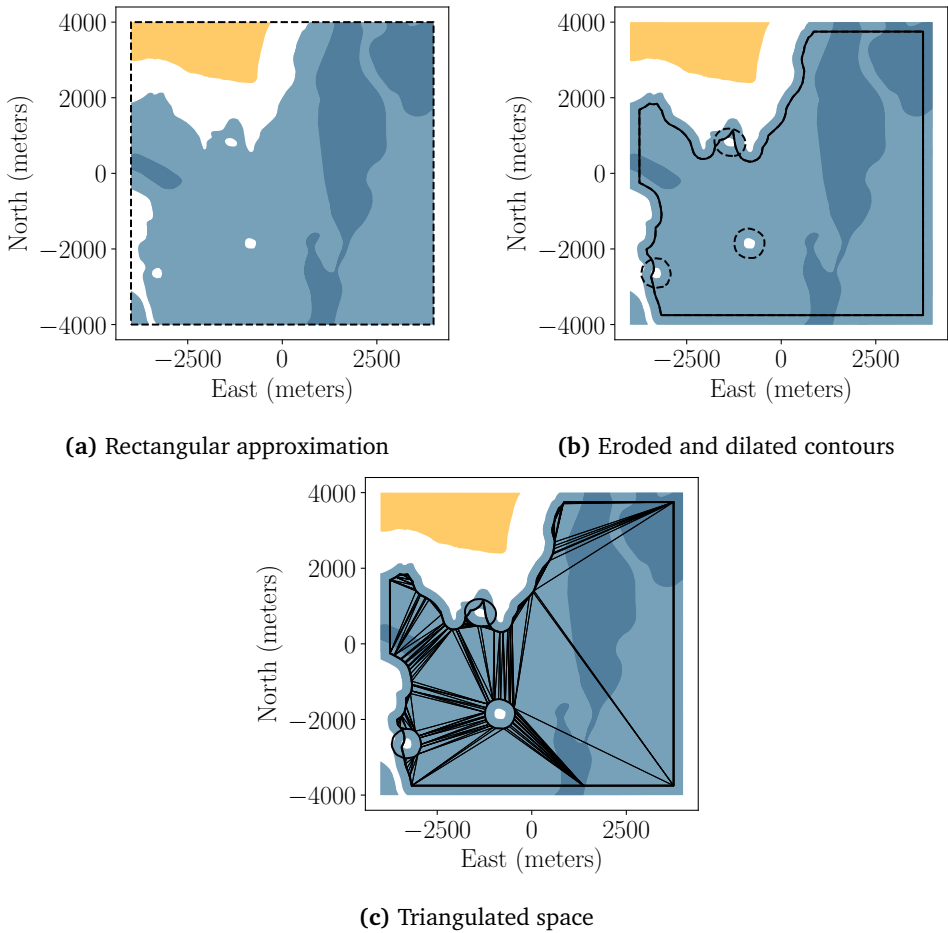 4000
2000
0
−2000
−4000
North (meters)
−2500 0 2500
East (meters)
(a) Rectangular approximation
4000
2000
0
−2000
−4000
North (meters)
−2500 0 2500
East (meters)
(b) Eroded and dilated contours
4000
2000
0
−2000
−4000
North (meters)
−2500 0 2500
East (meters)
(c) Triangulated space